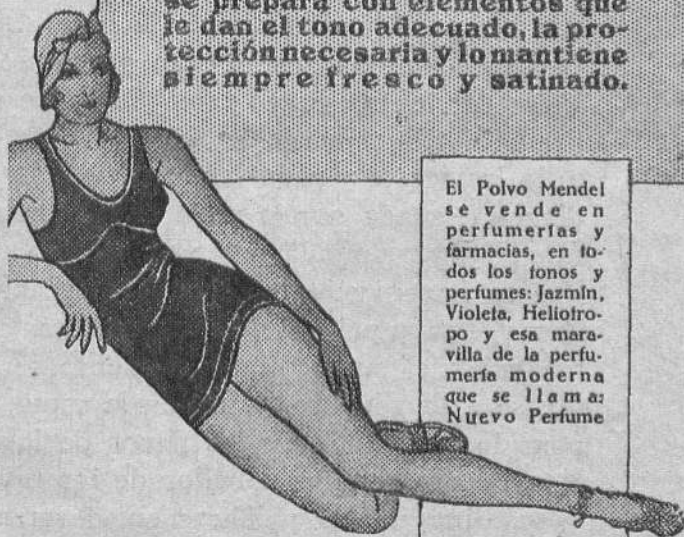 se prepara con elementos que
le dan el tono adecuado, la pro-
tección necesaria y lo mantiene
siempre fresco y satinado.
El Polvo Mendel
se vende en
perfumerías y
farmacias, en to-
dos los tonos y
perfumes: Jazmín,
Violeta, Heliotro-
po y esa mara-
villa de la perfu-
mería moderna
que se llama:
Nuevo Perfume